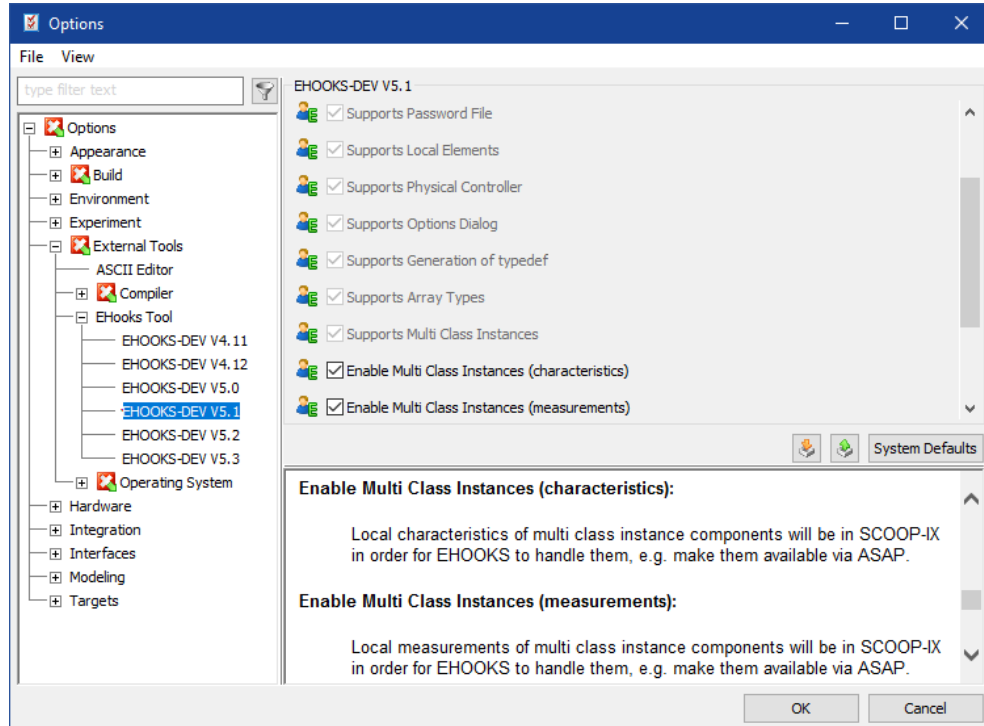 Options
File View
type filter text
EHOOKS-DEV V5.1
Options
Appearance
Build
Environment
Experiment
External Tools
ASCII Editor
Compiler
EHooks Tool
EHOOKS-DEV V4.11
EHOOKS-DEV V4.12
EHOOKS-DEV V5.0
EHOOKS-DEV V5.1
EHOOKS-DEV V5.2
EHOOKS-DEV V5.3
Operating System
Hardware
Integration
Interfaces
Modeling
Targets
Supports Password File
Supports Local Elements
Supports Physical Controller
Supports Options Dialog
Supports Generation of typedef
Supports Array Types
Supports Multi Class Instances
Enable Multi Class Instances (characteristics)
Enable Multi Class Instances (measurements)
System Defaults
Enable Multi Class Instances (characteristics):
Local characteristics of multi class instance components will be in SCOOP-IX
in order for EHOOKS to handle them, e.g. make them available via ASAP.
Enable Multi Class Instances (measurements):
Local measurements of multi class instance components will be in SCOOP-IX
in order for EHOOKS to handle them, e.g. make them available via ASAP.
OK Cancel